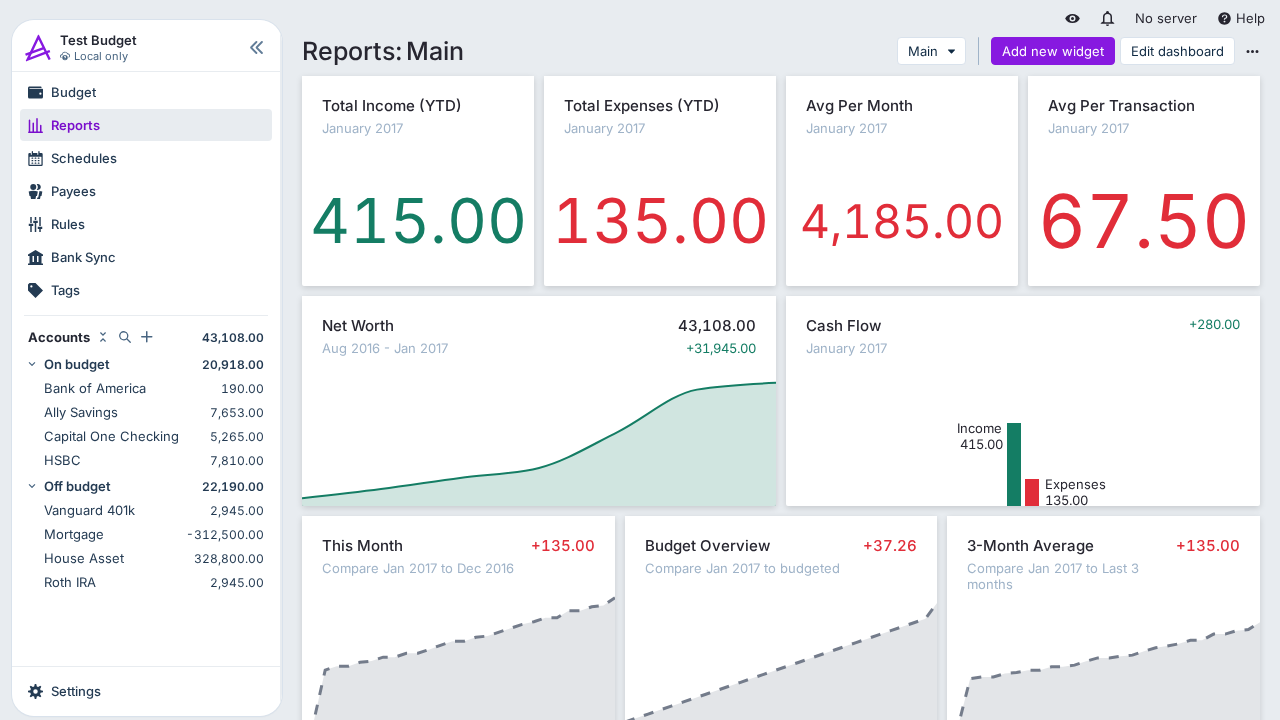 Test Budget
Local only
Budget
Reports
Schedules
Payees
Rules
Bank Sync
Tags
Accounts 43,108.00
On budget 20,918.00
Bank of America 190.00
Ally Savings 7,653.00
Capital One Checking 5,265.00
HSBC 7,810.00
Off budget 22,190.00
Vanguard 401k 2,945.00
Mortgage -312,500.00
House Asset 328,800.00
Roth IRA 2,945.00
Settings
No server Help
Reports: Main
Main Add new widget Edit dashboard
Total Income (YTD)
January 2017
415.00
Total Expenses (YTD)
January 2017
135.00
Avg Per Month
January 2017
4,185.00
Avg Per Transaction
January 2017
67.50
Net Worth 43,108.00
Aug 2016 - Jan 2017 +31,945.00
Cash Flow +280.00
January 2017
Income
415.00
Expenses
135.00
This Month +135.00
Compare Jan 2017 to Dec 2016
Budget Overview +37.26
Compare Jan 2017 to budgeted
3-Month Average +135.00
Compare Jan 2017 to Last 3
months